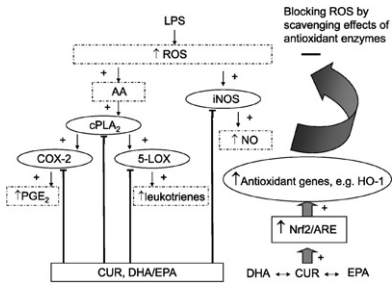 LPS
Blocking ROS by
scavenging effects of
antioxidant enzymes
↑ ROS
+
+
AA
iNOS
+
+
cPLA₂
↑ NO
+
+
COX-2
5-LOX
+
+
↑PGE₂
↑leukotrienes
↑Antioxidant genes, e.g. HO-1
+
↑ Nrf2/ARE
+
CUR, DHA/EPA
DHA ↔ CUR ↔ EPA